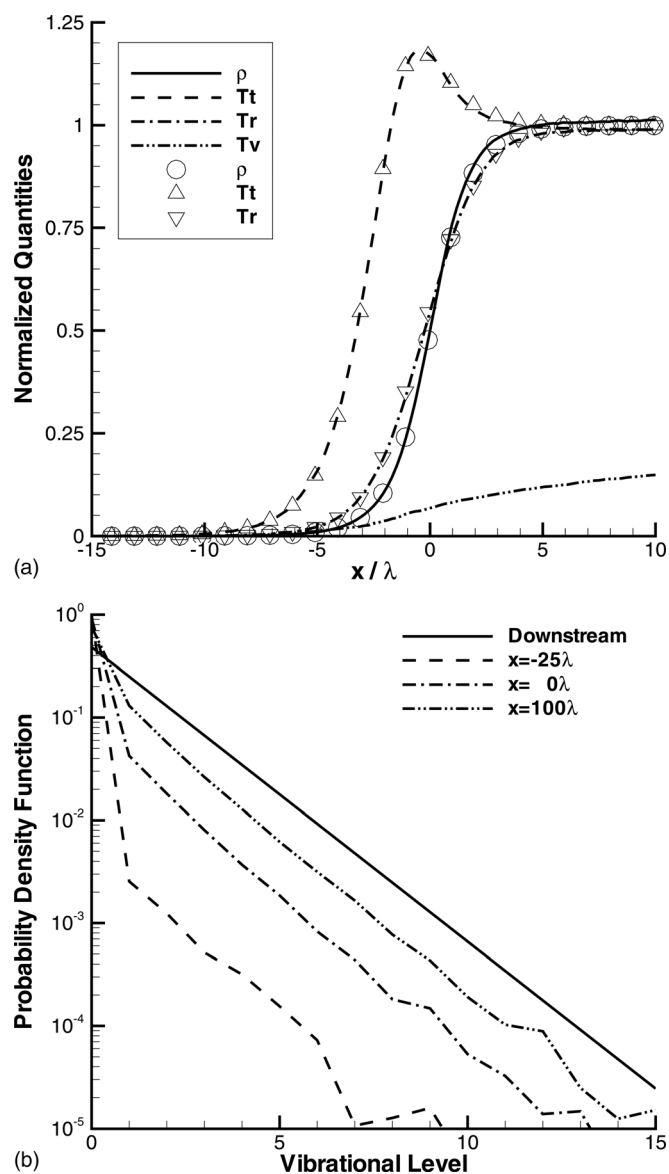 1.25
1
0.75
0.5
0.25
0
Normalized Quantities
ρ
Tt
Tr
Tv
ρ
Tt
Tr
-15 -10 -5 0 5 10
x / λ
(a)
10^0
10^-1
10^-2
10^-3
10^-4
10^-5
Probability Density Function
Downstream
x=-25λ
x= 0λ
x=100λ
0 5 10 15
Vibrational Level
(b)